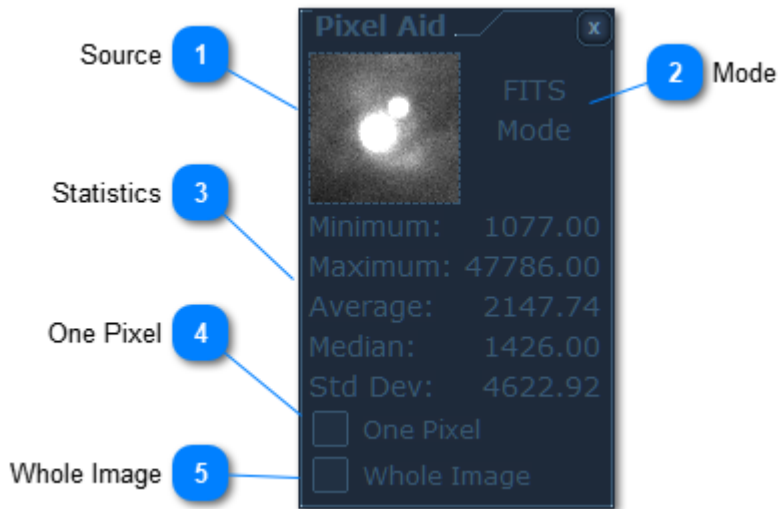 Pixel Aid x
Source 1
FITS
Mode
2 Mode
Statistics 3
Minimum: 1077.00
Maximum: 47786.00
Average: 2147.74
Median: 1426.00
Std Dev: 4622.92
One Pixel 4
One Pixel
Whole Image 5
Whole Image